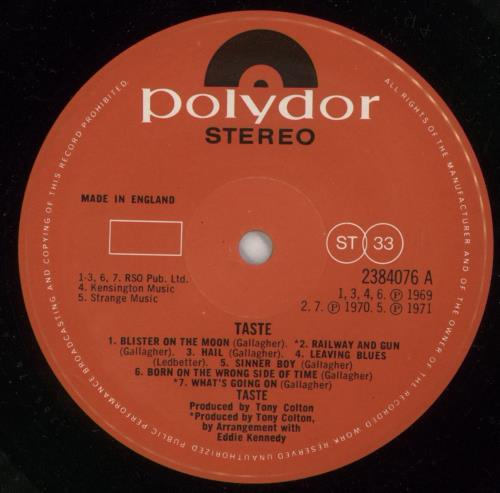 polydor
STEREO
MADE IN ENGLAND
ST 33
1-3, 6, 7. RSO Pub. Ltd.
4. Kensington Music
5. Strange Music
2384076 A
1, 3, 4, 6. Ⓟ 1969
2, 7. Ⓟ 1970. 5. Ⓟ 1971
TASTE
1. BLISTER ON THE MOON (Gallagher). *2. RAILWAY AND GUN
(Gallagher). 3. HAIL (Gallagher). 4. LEAVING BLUES
(Ledbetter). 5. SINNER BOY (Gallagher).
6. BORN ON THE WRONG SIDE OF TIME (Gallagher)
*7. WHAT'S GOING ON (Gallagher)
TASTE
Produced by Tony Colton
*Produced by Tony Colton,
by Arrangement with
Eddie Kennedy
ALL RIGHTS OF THE MANUFACTURER AND OF THE OWNER OF THE RECORDED WORK RESERVED UNAUTHORIZED PUBLIC PERFORMANCE BROADCASTING AND COPYING OF THIS RECORD PROHIBITED.